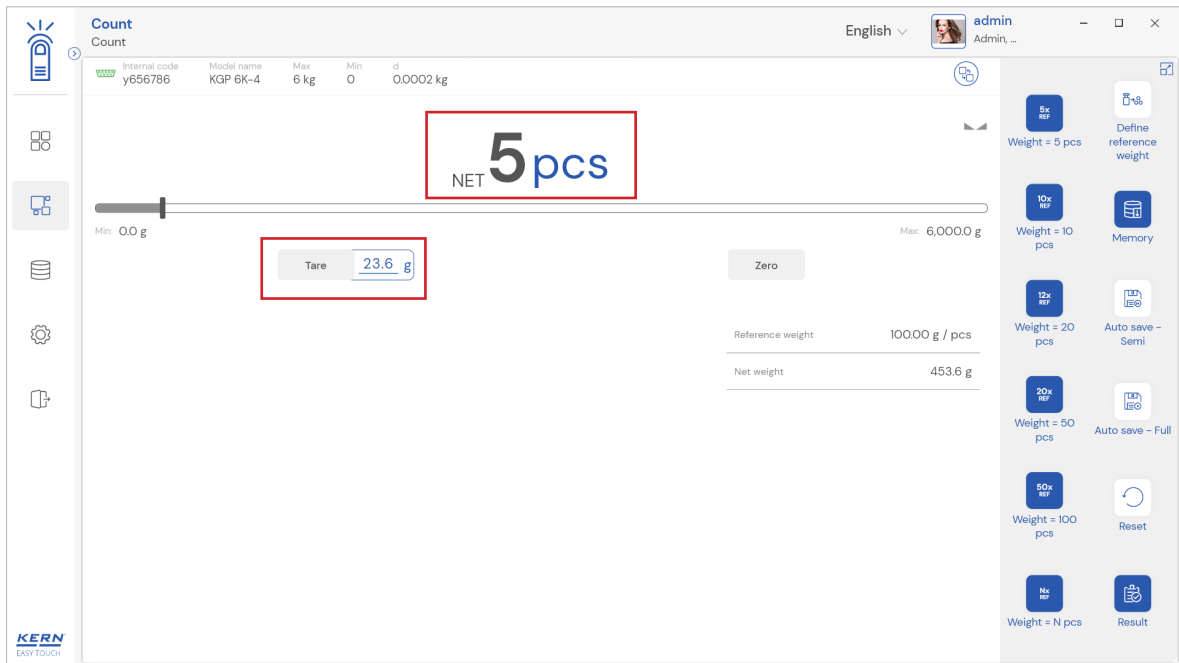 Count
Count
English
admin
Admin, ...
Internal code
y656786
Model name
KGP 6K-4
Max
6 kg
Min
0
d
0.0002 kg
NET 5 pcs
Min: 0.0 g
Max: 6,000.0 g
Tare
23.6 g
Zero
Reference weight
100.00 g / pcs
Net weight
453.6 g
5x
REF
Weight = 5 pcs
Define
reference
weight
10x
REF
Weight = 10
pcs
Memory
12x
REF
Weight = 20
pcs
Auto save -
Semi
20x
REF
Weight = 50
pcs
Auto save - Full
50x
REF
Weight = 100
pcs
Reset
Nx
REF
Weight = N pcs
Result
KERN
EASY TOUCH